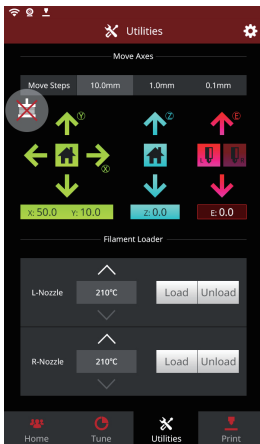 Utilities
Move Axes
Move Steps 10.0mm 1.0mm 0.1mm
Y Z E
X
L R
X: 50.0 Y: 10.0 Z: 0.0 E: 0.0
Filament Loader
L-Nozzle 210°C Load Unload
R-Nozzle 210°C Load Unload
Home Tune Utilities Print